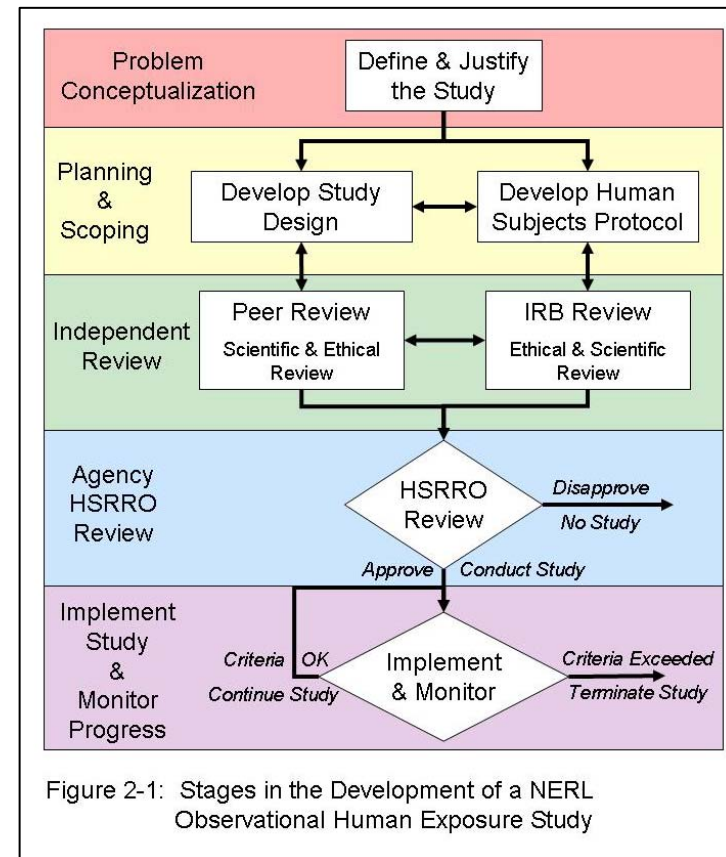 Problem
Conceptualization
Define & Justify
the Study
Planning
&
Scoping
Develop Study
Design
Develop Human
Subjects Protocol
Independent
Review
Peer Review
Scientific & Ethical
Review
IRB Review
Ethical & Scientific
Review
Agency
HSRRO
Review
HSRRO
Review
Disapprove
No Study
Approve
Conduct Study
Implement
Study
&
Monitor
Progress
Criteria OK
Continue Study
Implement
& Monitor
Criteria Exceeded
Terminate Study
Figure 2-1: Stages in the Development of a NERL
Observational Human Exposure Study